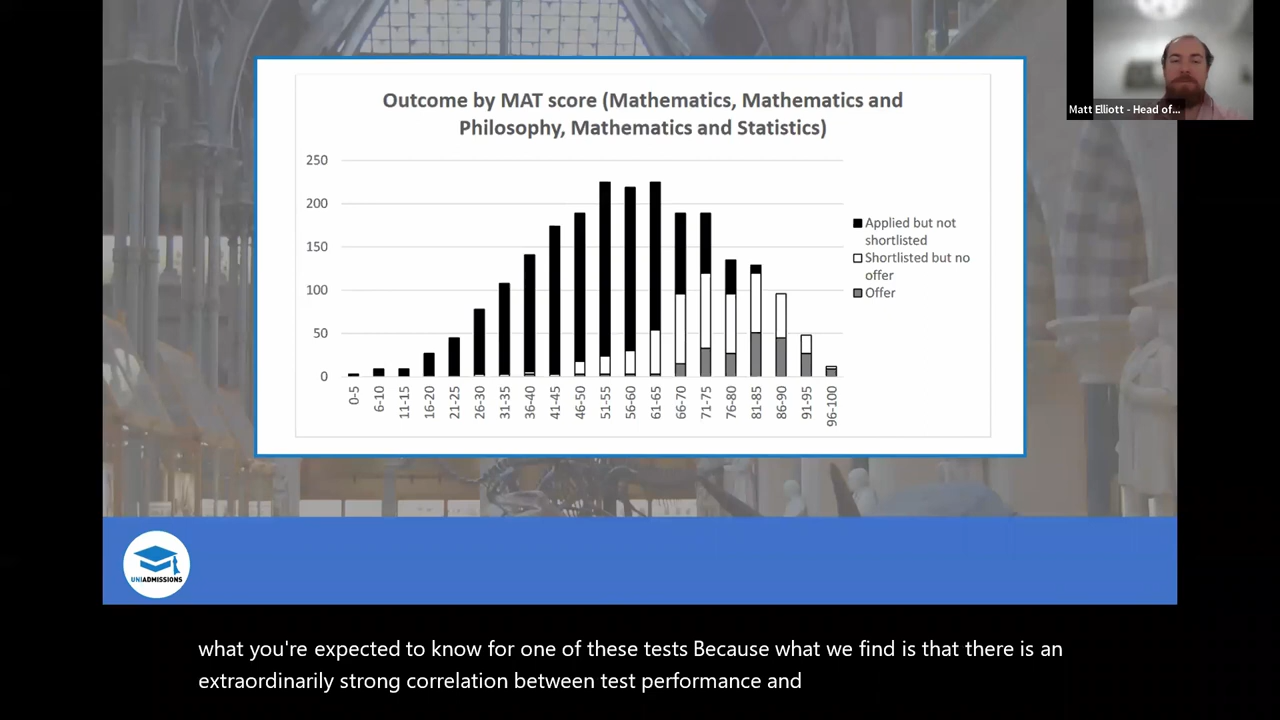 Outcome by MAT score (Mathematics, Mathematics and
Philosophy, Mathematics and Statistics)
250
200
150
100
50
0
0-5
6-10
11-15
16-20
21-25
26-30
31-35
36-40
41-45
46-50
51-55
56-60
61-65
66-70
71-75
76-80
81-85
86-90
91-95
96-100
Applied but not
shortlisted
Shortlisted but no
offer
Offer
Matt Elliott - Head of...
UNIADMISSIONS
what you're expected to know for one of these tests Because what we find is that there is an
extraordinarily strong correlation between test performance and